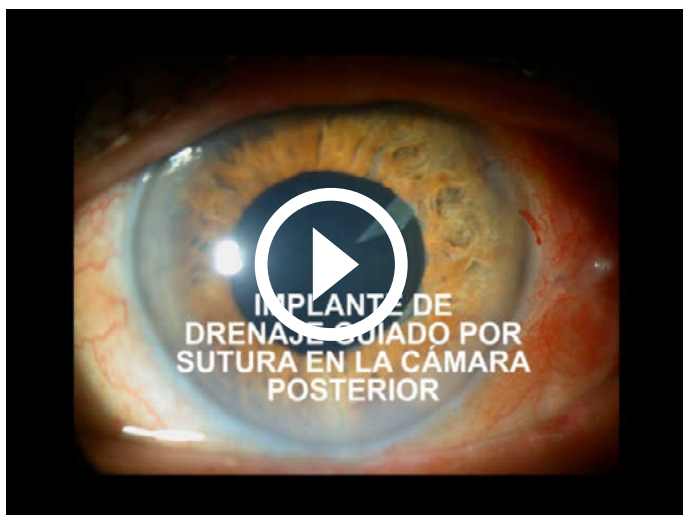 IMPLANTE DE
DRENAJE GUIADO POR
SUTURA EN LA CÁMARA
POSTERIOR